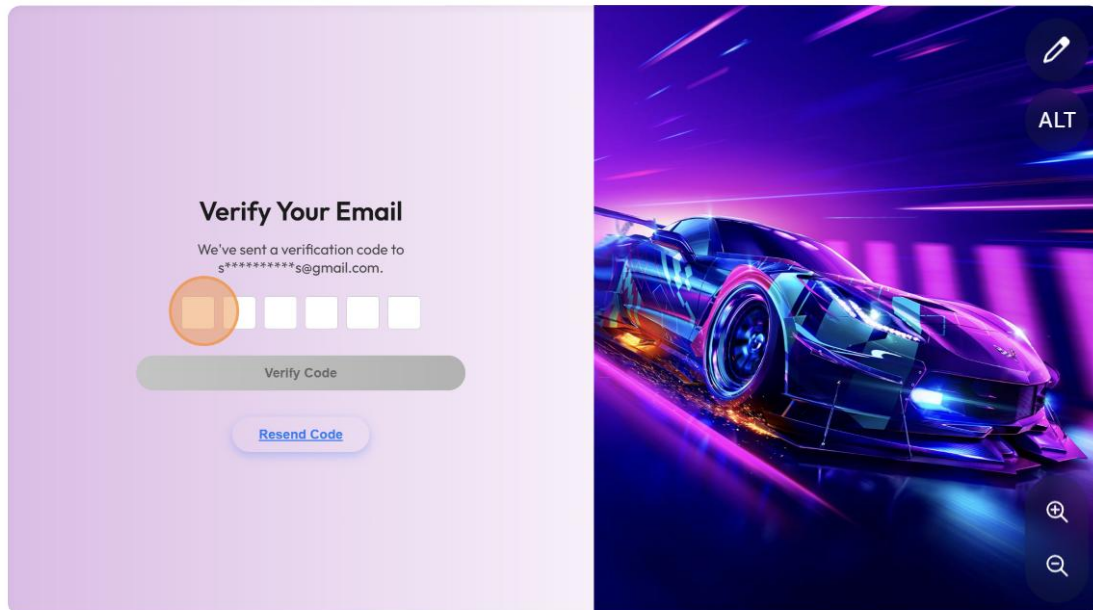 Verify Your Email
We've sent a verification code to
s**********s@gmail.com.
Verify Code
Resend Code
ALT